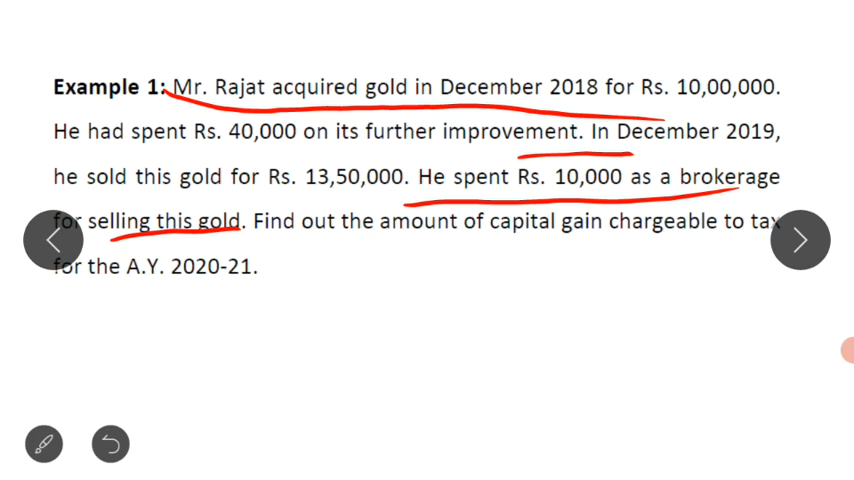 Example 1: Mr. Rajat acquired gold in December 2018 for Rs. 10,00,000.
He had spent Rs. 40,000 on its further improvement. In December 2019,
he sold this gold for Rs. 13,50,000. He spent Rs. 10,000 as a brokerage
for selling this gold. Find out the amount of capital gain chargeable to tax
for the A.Y. 2020-21.